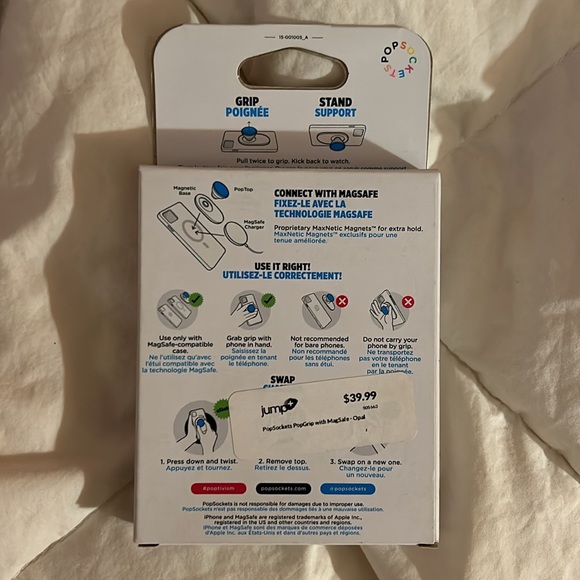 15-001005_A
POPSOCKETS
GRIP
POIGNÉE
STAND
SUPPORT
Pull twice to grip. Kick back to watch.
Magnetic
Base
PopTop
MagSafe
Charger
CONNECT WITH MAGSAFE
FIXEZ-LE AVEC LA
TECHNOLOGIE MAGSAFE
Proprietary MaxNetic Magnets™ for extra hold.
MaxNetic Magnets™ exclusifs pour une
tenue améliorée.
USE IT RIGHT!
UTILISEZ-LE CORRECTEMENT!
Use only with
MagSafe-compatible
case.
Ne l'utilisez qu'avec
l'étui compatible avec
la technologie MagSafe.
Grab grip with
phone in hand.
Saisissez la
poignée en tenant
le téléphone.
Not recommended
for bare phones.
Non recommandé
pour les téléphones
sans étui.
Do not carry your
phone by grip.
Ne transportez
pas votre téléphone
en le tenant
par la poignée.
SWAP
jump+
$39.99
PopSockets PopGrip with MagSafe - Opal
1. Press down and twist.
Appuyez et tournez.
2. Remove top.
Retirez le dessus.
3. Swap on a new one.
Changez-le pour
un nouveau.
#poptivism
popsockets.com
@popsockets
PopSockets is not responsible for damages due to improper use.
PopSockets n'est pas responsable des dommages liés à une mauvaise utilisation.
iPhone and MagSafe are registered trademarks of Apple Inc.,
registered in the US and other countries and regions.
iPhone et MagSafe sont des marques de commerce déposées
d'Apple Inc. aux États-Unis et dans d'autres pays et régions.